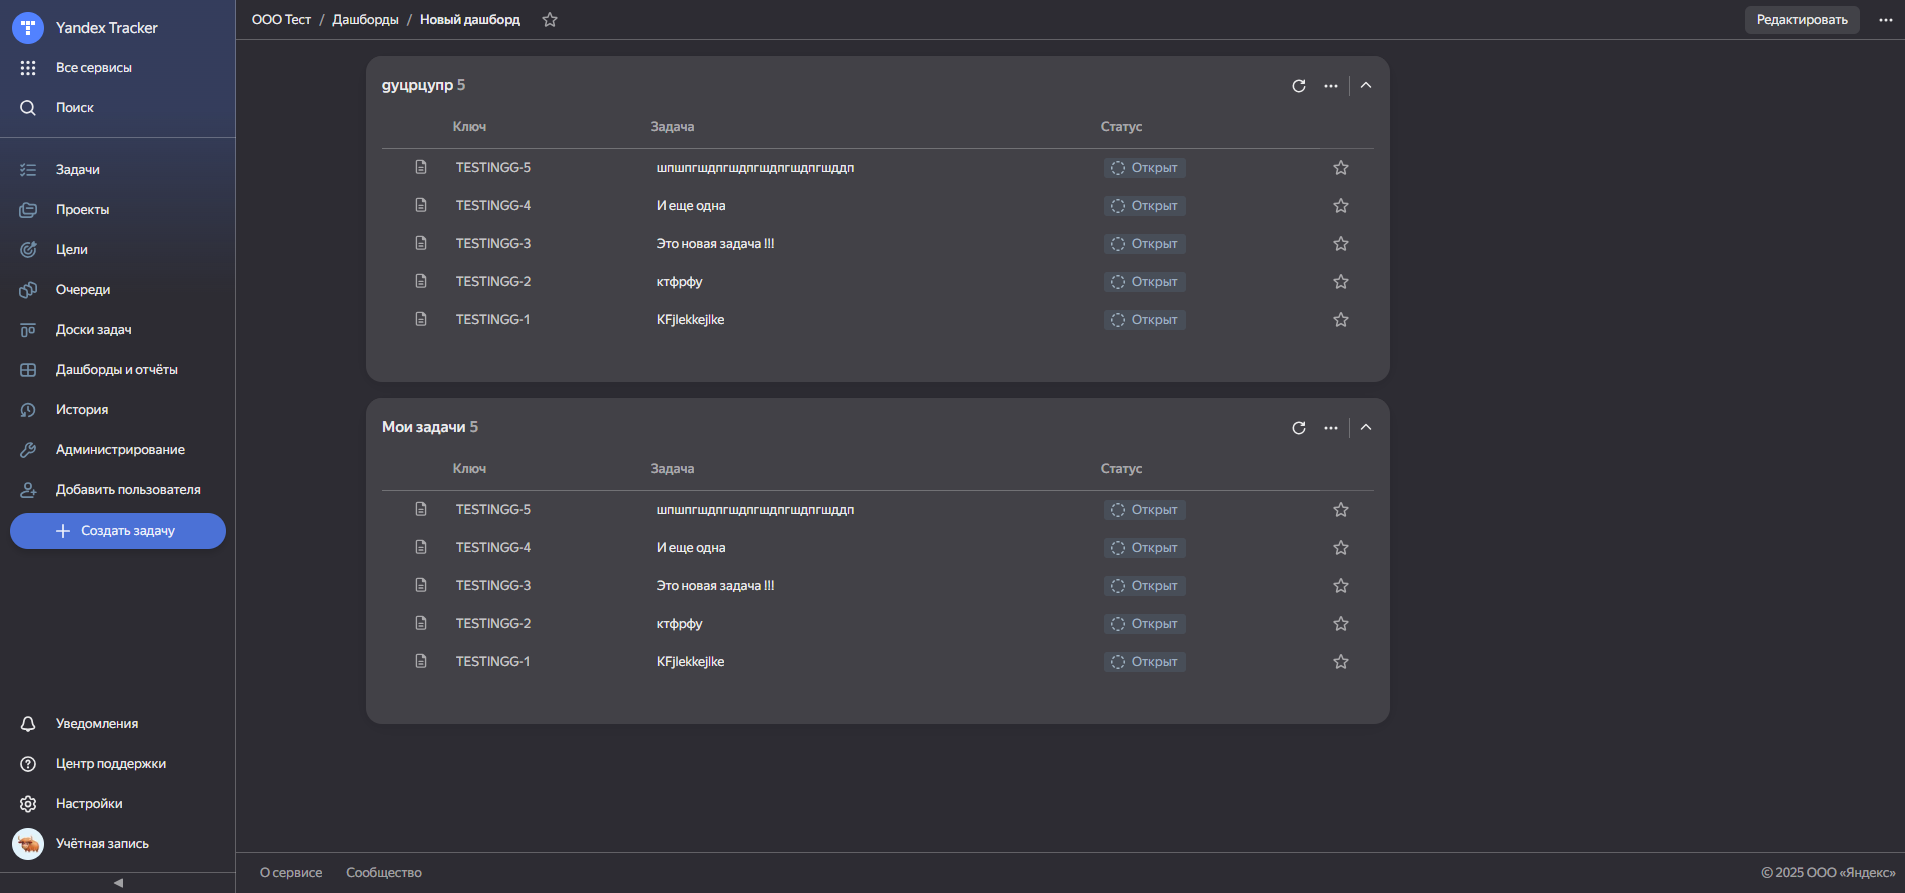 Yandex Tracker
Все сервисы
Поиск
Задачи
Проекты
Цели
Очереди
Доски задач
Дашборды и отчёты
История
Администрирование
Добавить пользователя
Создать задачу
Уведомления
Центр поддержки
Настройки
Учётная запись
ООО Тест / Дашборды / Новый дашборд
Редактировать
дуцрцупр 5
Ключ Задача Статус
TESTINGG-5 шпшпгшдпгшдпгшдпгшдпгшддп Открыт
TESTINGG-4 И еще одна Открыт
TESTINGG-3 Это новая задача !!! Открыт
TESTINGG-2 ктфрфу Открыт
TESTINGG-1 KFjlekkejlke Открыт
Мои задачи 5
Ключ Задача Статус
TESTINGG-5 шпшпгшдпгшдпгшдпгшдпгшддп Открыт
TESTINGG-4 И еще одна Открыт
TESTINGG-3 Это новая задача !!! Открыт
TESTINGG-2 ктфрфу Открыт
TESTINGG-1 KFjlekkejlke Открыт
О сервисе Сообщество © 2025 ООО «Яндекс»